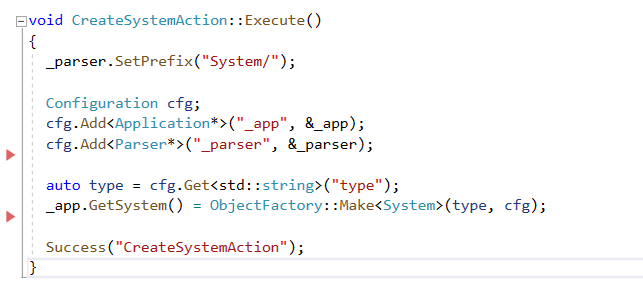 void CreateSystemAction::Execute()
{
_parser.SetPrefix("System/");
Configuration cfg;
cfg.Add<Application*>("_app", &_app);
cfg.Add<Parser*>("_parser", &_parser);
auto type = cfg.Get<std::string>("type");
_app.GetSystem() = ObjectFactory::Make<System>(type, cfg);
Success("CreateSystemAction");
}